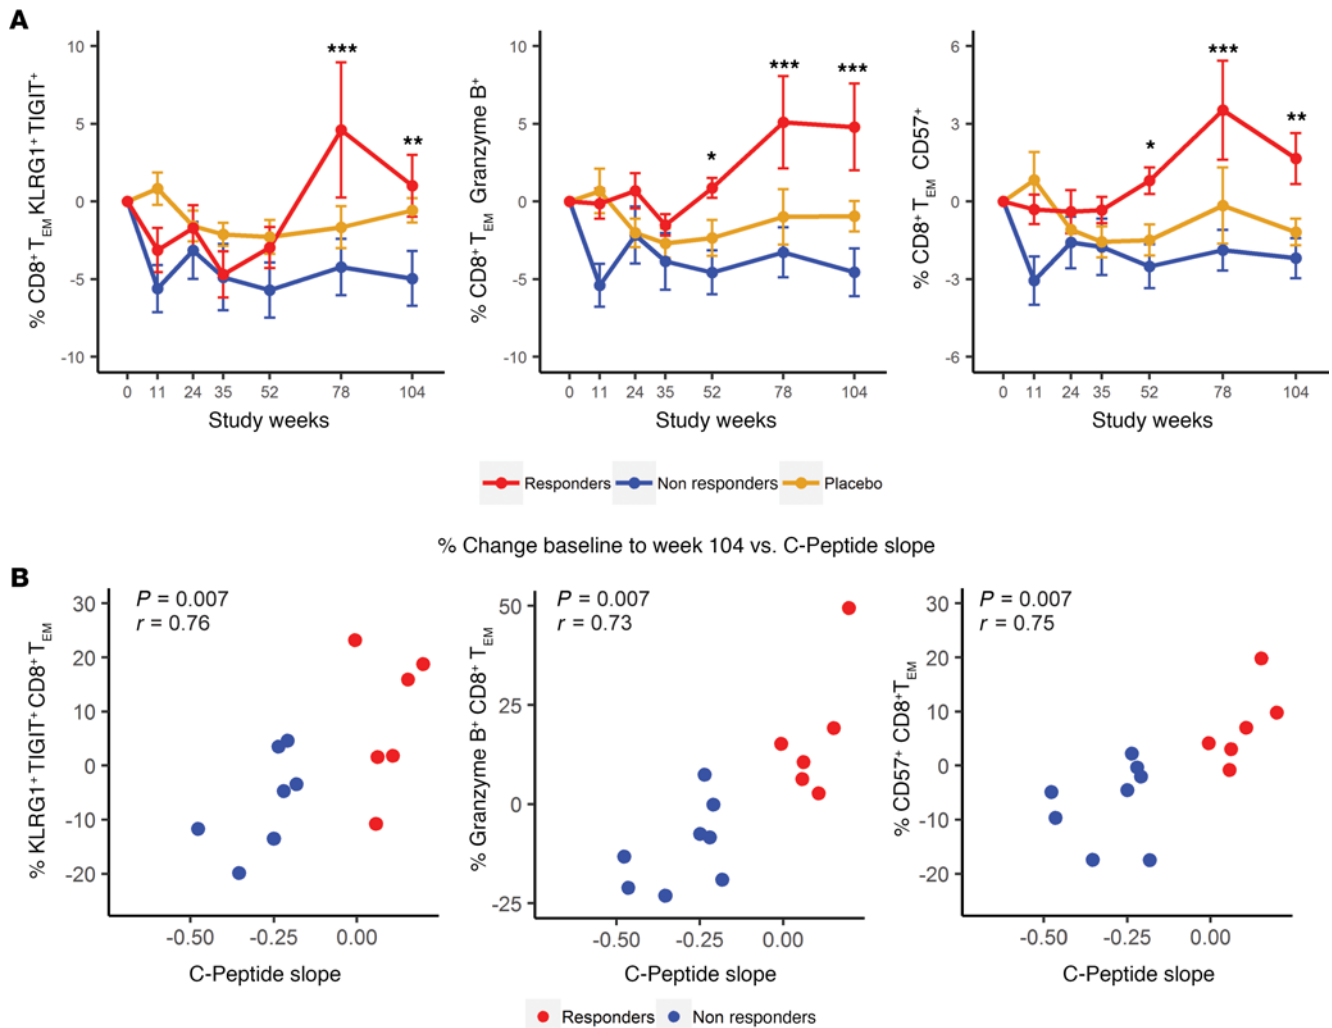 A
% CD8+ TEM KLRG1+ TIGIT+
10
5
0
-5
-10
***
**
0 11 24 35 52 78 104
Study weeks
% CD8+ TEM Granzyme B+
10
5
0
-5
-10
*
***
***
0 11 24 35 52 78 104
Study weeks
% CD8+ TEM CD57+
6
3
0
-3
-6
*
***
**
0 11 24 35 52 78 104
Study weeks
Responders Non responders Placebo
% Change baseline to week 104 vs. C-Peptide slope
B
% KLRG1+ TIGIT+ CD8+ TEM
30
20
10
0
-10
-20
P = 0.007
r = 0.76
-0.50 -0.25 0.00
C-Peptide slope
% Granzyme B+ CD8+ TEM
50
25
0
-25
P = 0.007
r = 0.73
-0.50 -0.25 0.00
C-Peptide slope
% CD57+ CD8+ TEM
30
20
10
0
-10
-20
P = 0.007
r = 0.75
-0.50 -0.25 0.00
C-Peptide slope
Responders Non responders